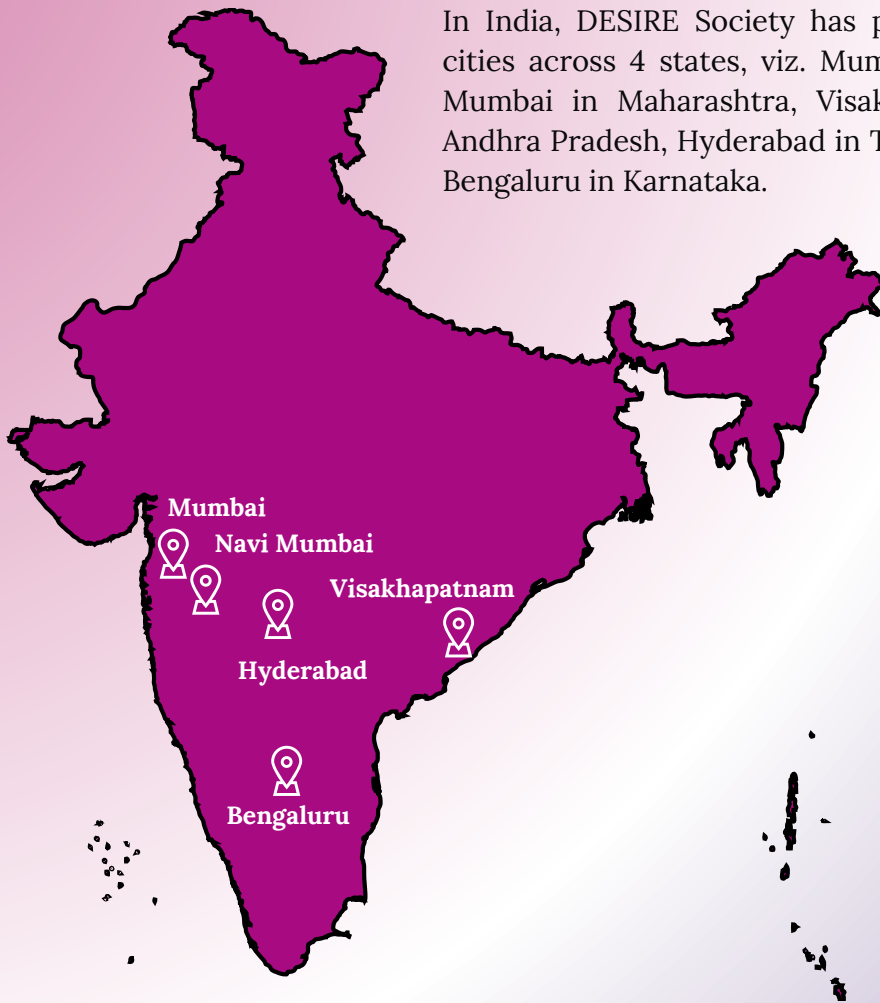 In India, DESIRE Society has
cities across 4 states, viz.
Mumbai in Maharashtra,
Andhra Pradesh, Hyderabad in
Bengaluru in Karnataka.
Mumbai
Navi Mumbai
Visakhapatnam
Hyderabad
Bengaluru